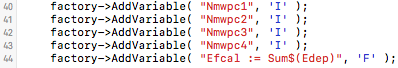 40 factory->AddVariable( "Nmwpc1", 'I' );
41 factory->AddVariable( "Nmwpc2", 'I' );
42 factory->AddVariable( "Nmwpc3", 'I' );
43 factory->AddVariable( "Nmwpc4", 'I' );
44 factory->AddVariable( "Efcal := Sum$(Edep)", 'F' );